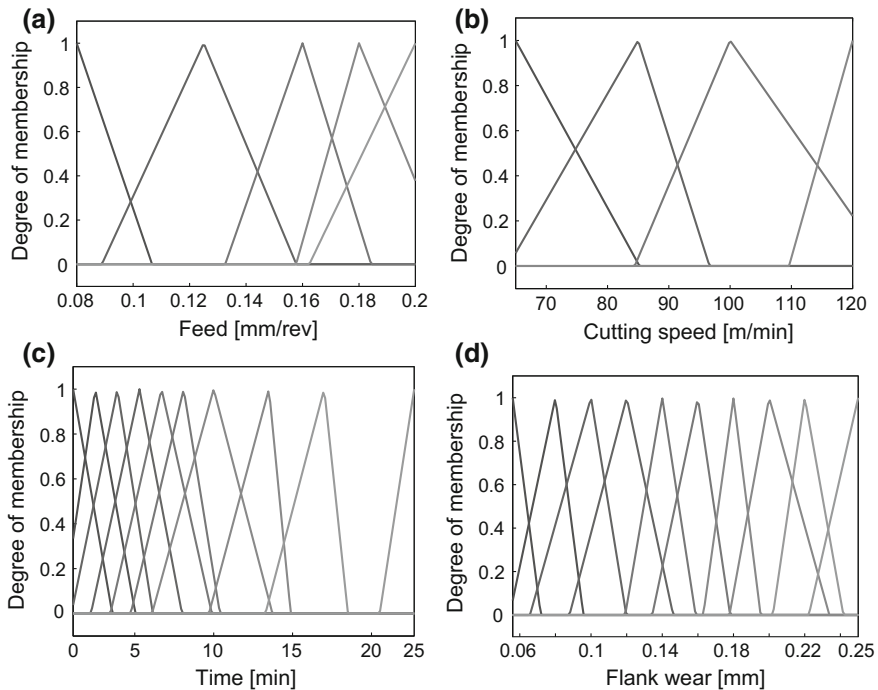 (a)
Degree of membership
1
0.8
0.6
0.4
0.2
0
0.08 0.1 0.12 0.14 0.16 0.18 0.2
Feed [mm/rev]
(b)
Degree of membership
1
0.8
0.6
0.4
0.2
0
70 80 90 100 110 120
Cutting speed [m/min]
(c)
Degree of membership
1
0.8
0.6
0.4
0.2
0
0 5 10 15 20 25
Time [min]
(d)
Degree of membership
1
0.8
0.6
0.4
0.2
0
0.06 0.1 0.14 0.18 0.22 0.25
Flank wear [mm]